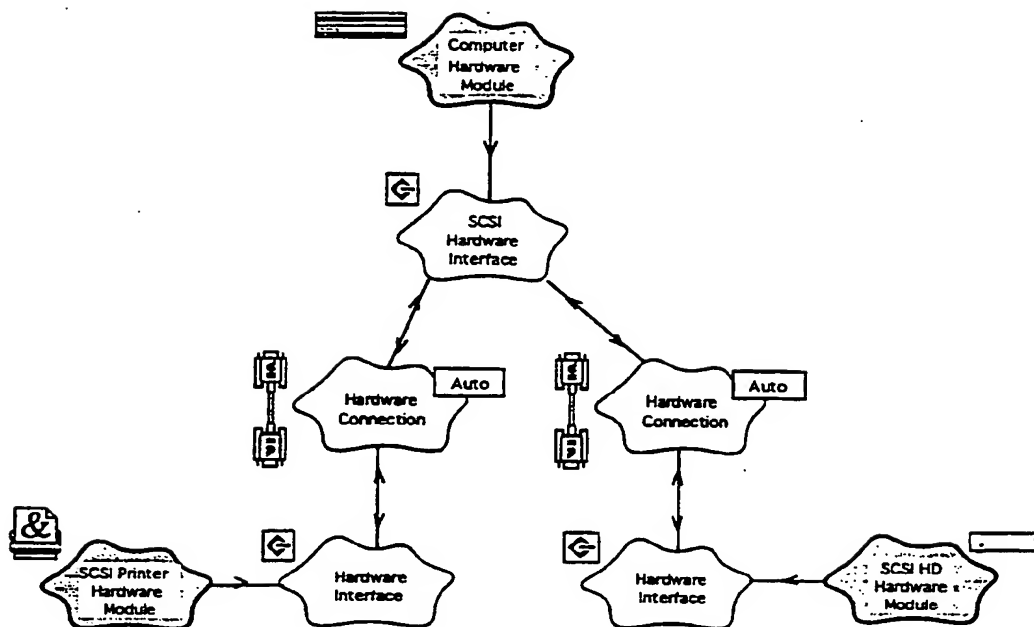 Computer
Hardware
Module
SCSI
Hardware
Interface
Hardware
Connection
Auto
Hardware
Connection
Auto
&
SCSI Printer
Hardware
Module
Hardware
Interface
Hardware
Interface
SCSI HD
Hardware
Module